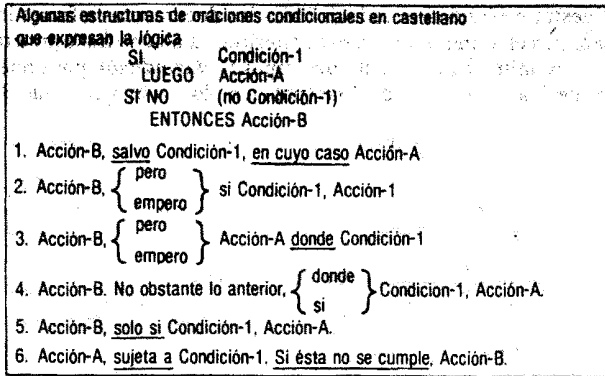 Algunas estructuras de oraciones condicionales en castellano
que expresan la lógica
SI Condición-1
LUEGO Acción-A
SI NO (no Condición-1)
ENTONCES Acción-B
1. Acción-B, salvo Condición-1, en cuyo caso Acción-A
2. Acción-B, { pero / empero } si Condición-1, Acción-1
3. Acción-B, { pero / empero } Acción-A donde Condición-1
4. Acción-B. No obstante lo anterior, { donde / si } Condicion-1, Acción-A.
5. Acción-B, solo si Condición-1, Acción-A.
6. Acción-A, sujeta a Condición-1. Si ésta no se cumple, Acción-B.